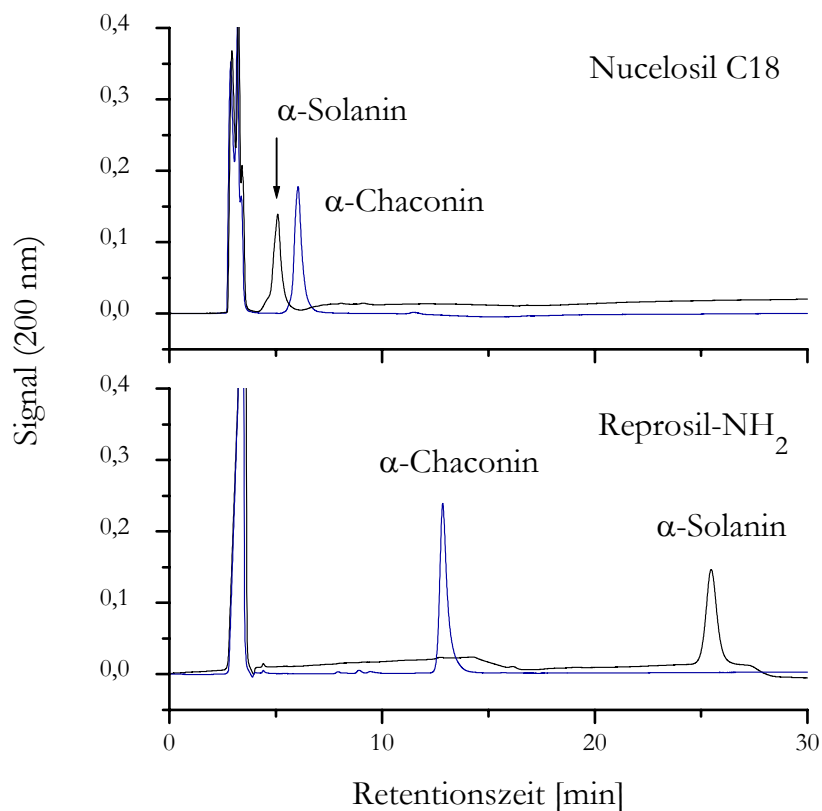 Signal (200 nm)
0,4
0,3
0,2
0,1
0,0
Nucelosil C18
α-Solanin
α-Chaconin
0,4
0,3
0,2
0,1
0,0
Reprosil-NH2
α-Chaconin
α-Solanin
0 10 20 30
Retentionszeit [min]